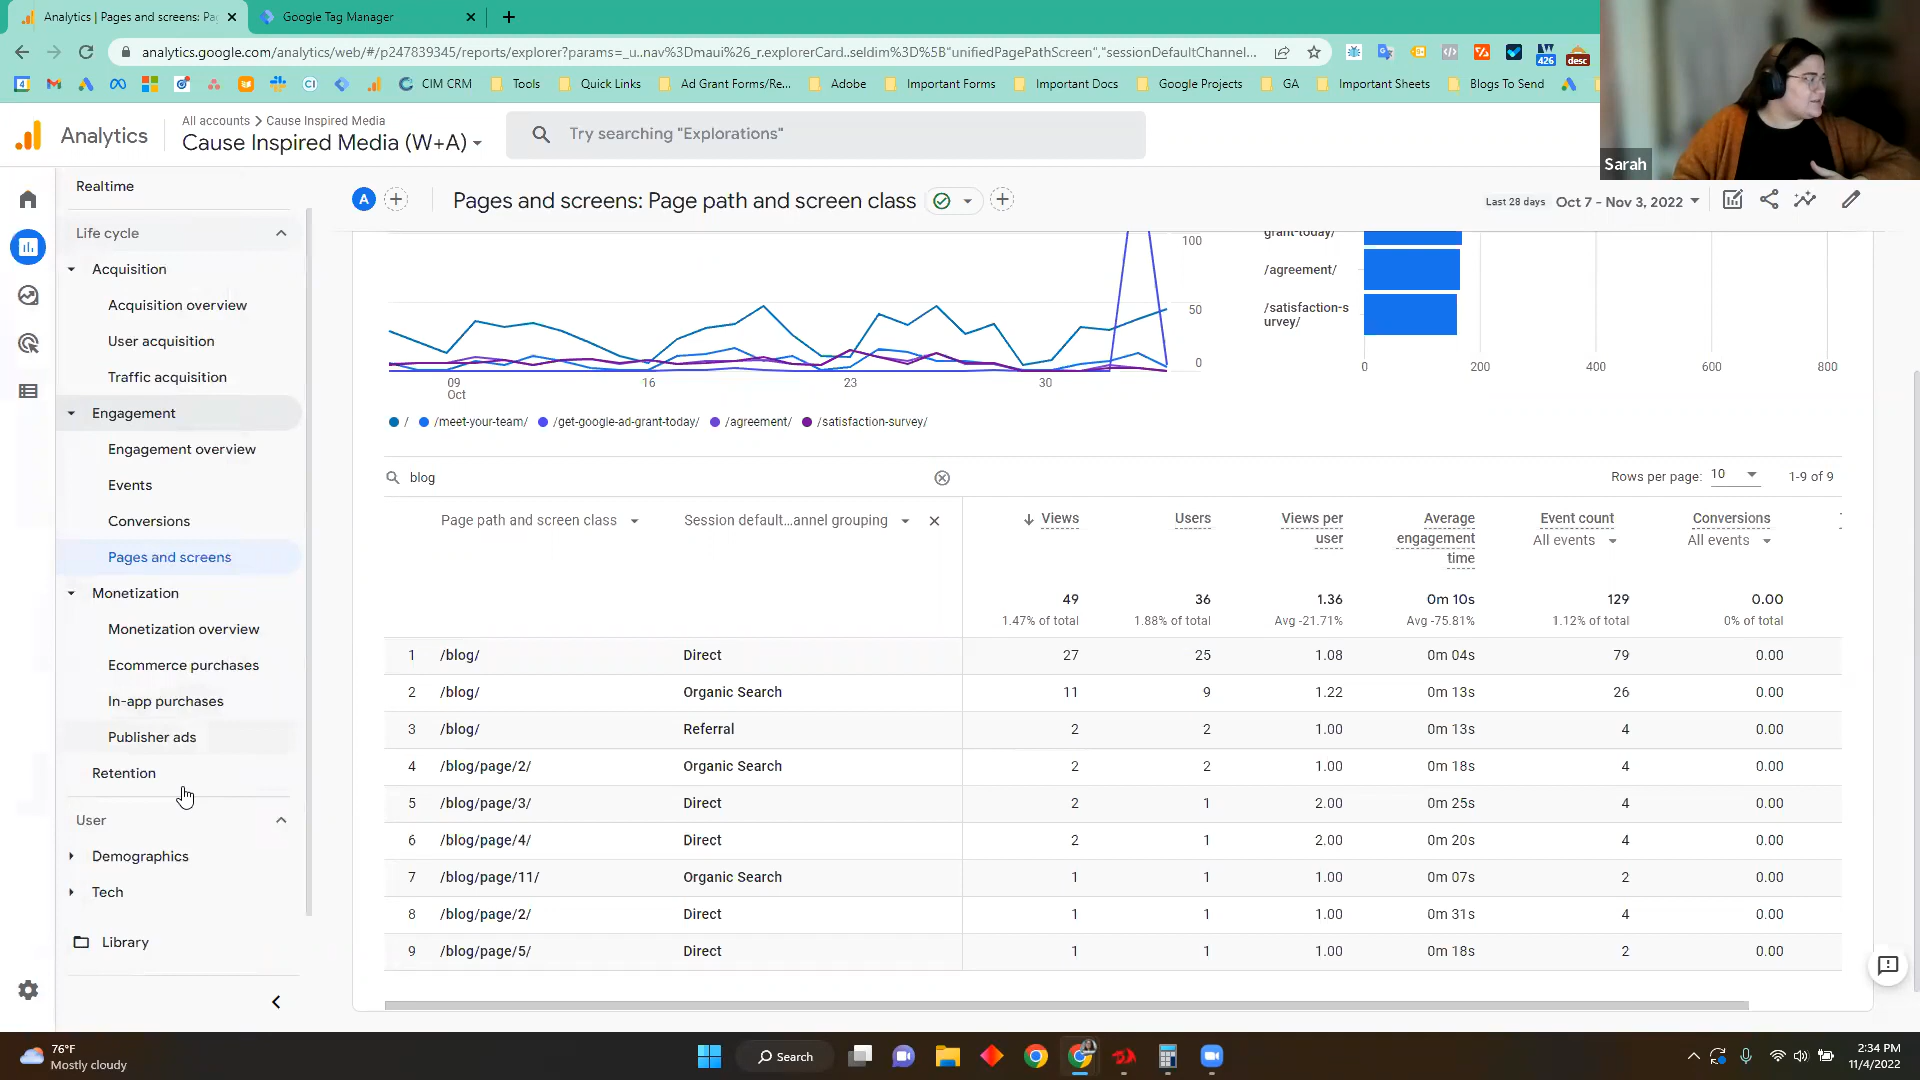 Analytics | Pages and screens: Pa
Google Tag Manager
analytics.google.com/analytics/web/#/p247839345/reports/explorer?params=_u..nav%3Dmaui%26_r.explorerCard..seldim%3D%5B"unifiedPagePathScreen","sessionDefaultChannel...
426
desc
CIM CRM
Tools
Quick Links
Ad Grant Forms/Re...
Adobe
Important Forms
Important Docs
Google Projects
GA
Important Sheets
Blogs To Send
Analytics
All accounts > Cause Inspired Media
Cause Inspired Media (W+A)
Try searching "Explorations"
Sarah
Realtime
Life cycle
Acquisition
Acquisition overview
User acquisition
Traffic acquisition
Engagement
Engagement overview
Events
Conversions
Pages and screens
Monetization
Monetization overview
Ecommerce purchases
In-app purchases
Publisher ads
Retention
User
Demographics
Tech
Library
A
Pages and screens: Page path and screen class
Last 28 days Oct 7 - Nov 3, 2022
100
50
0
09
Oct
16
23
30
/ /meet-your-team/ /get-google-ad-grant-today/ /agreement/ /satisfaction-survey/
grant-today/
/agreement/
/satisfaction-s
urvey/
0 200 400 600 800
blog
Rows per page: 10 1-9 of 9
Page path and screen class Session default...annel grouping Views Users Views per user Average engagement time Event count All events Conversions All events
49 36 1.36 0m 10s 129 0.00
1.47% of total 1.88% of total Avg -21.71% Avg -75.81% 1.12% of total 0% of total
1 /blog/ Direct 27 25 1.08 0m 04s 79 0.00
2 /blog/ Organic Search 11 9 1.22 0m 13s 26 0.00
3 /blog/ Referral 2 2 1.00 0m 13s 4 0.00
4 /blog/page/2/ Organic Search 2 2 1.00 0m 18s 4 0.00
5 /blog/page/3/ Direct 2 1 2.00 0m 25s 4 0.00
6 /blog/page/4/ Direct 2 1 2.00 0m 20s 4 0.00
7 /blog/page/11/ Organic Search 1 1 1.00 0m 07s 2 0.00
8 /blog/page/2/ Direct 1 1 1.00 0m 31s 4 0.00
9 /blog/page/5/ Direct 1 1 1.00 0m 18s 2 0.00
76°F
Mostly cloudy
Search
2:34 PM
11/4/2022